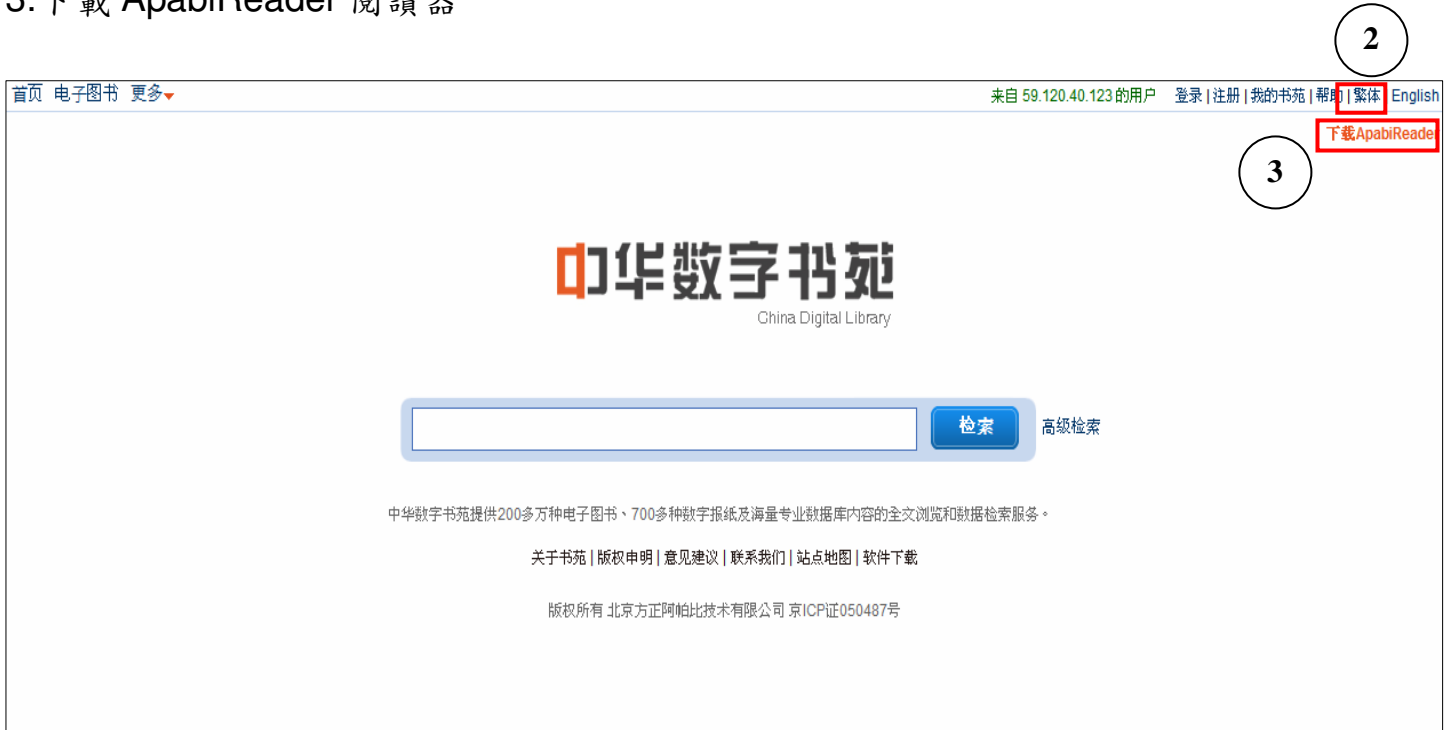 3.下載 ApabiReader 閱讀器
2
首页 电子图书 更多 来自 59.120.40.123的用户 登录|注册|我的书苑|帮助|繁体 English
下载ApabiReader
3
中华数字书苑
China Digital Library
检索 高级检索
中华数字书苑提供200多万种电子图书、700多种数字报纸及海量专业数据库内容的全文浏览和数据检索服务。
关于书苑|版权申明|意见建议|联系我们|站点地图|软件下载
版权所有 北京方正阿帕比技术有限公司 京ICP证050487号